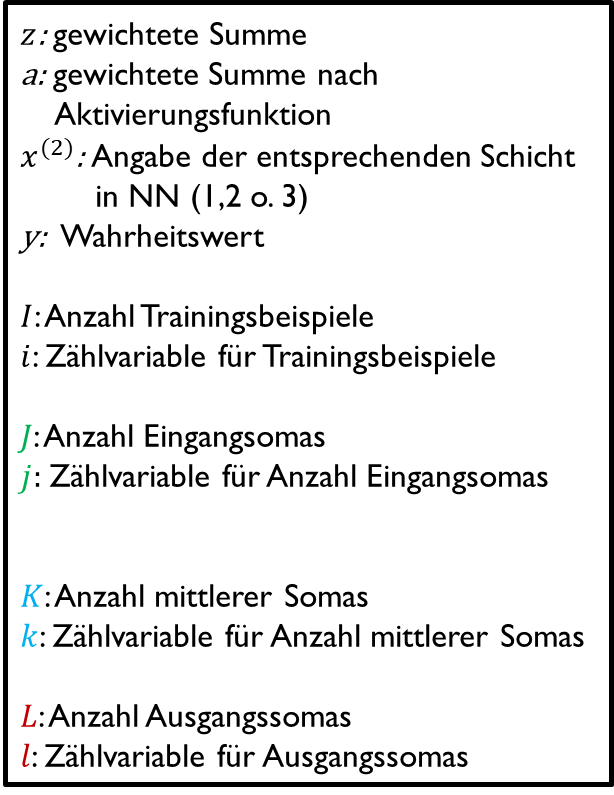 z: gewichtete Summe
a: gewichtete Summe nach
Aktivierungsfunktion
x⁽²⁾: Angabe der entsprechenden Schicht
in NN (1,2 o. 3)
y: Wahrheitswert
I: Anzahl Trainingsbeispiele
i: Zählvariable für Trainingsbeispiele
J: Anzahl Eingangsomas
j: Zählvariable für Anzahl Eingangsomas
K: Anzahl mittlerer Somas
k: Zählvariable für Anzahl mittlerer Somas
L: Anzahl Ausgangssomas
l: Zählvariable für Ausgangssomas